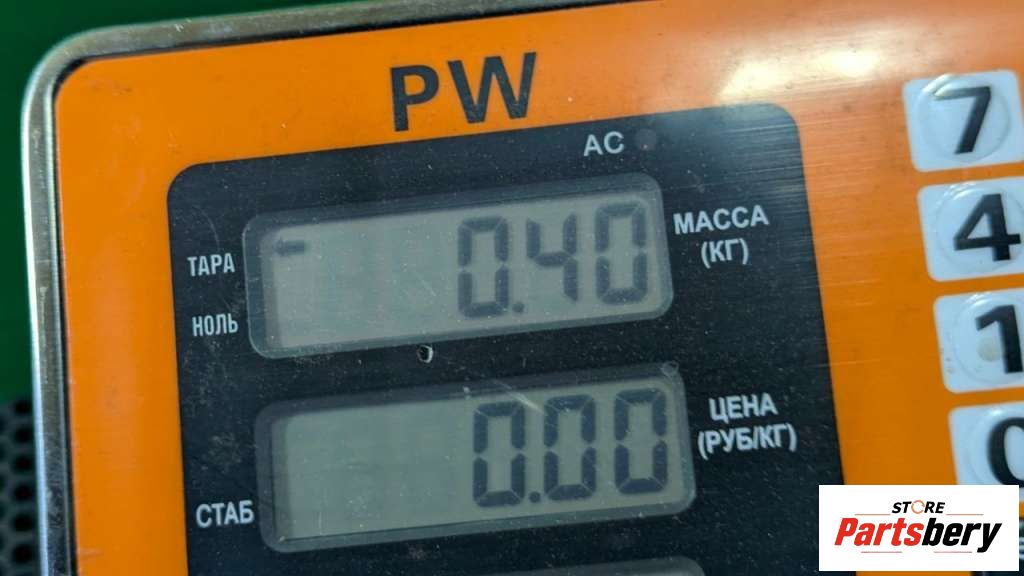 PW
AC
7
ТАРА
0.40
МАССА
(КГ)
4
НОЛЬ
1
0.00
ЦЕНА
(РУБ/КГ)
0
СТАБ
STORE
Partsbery